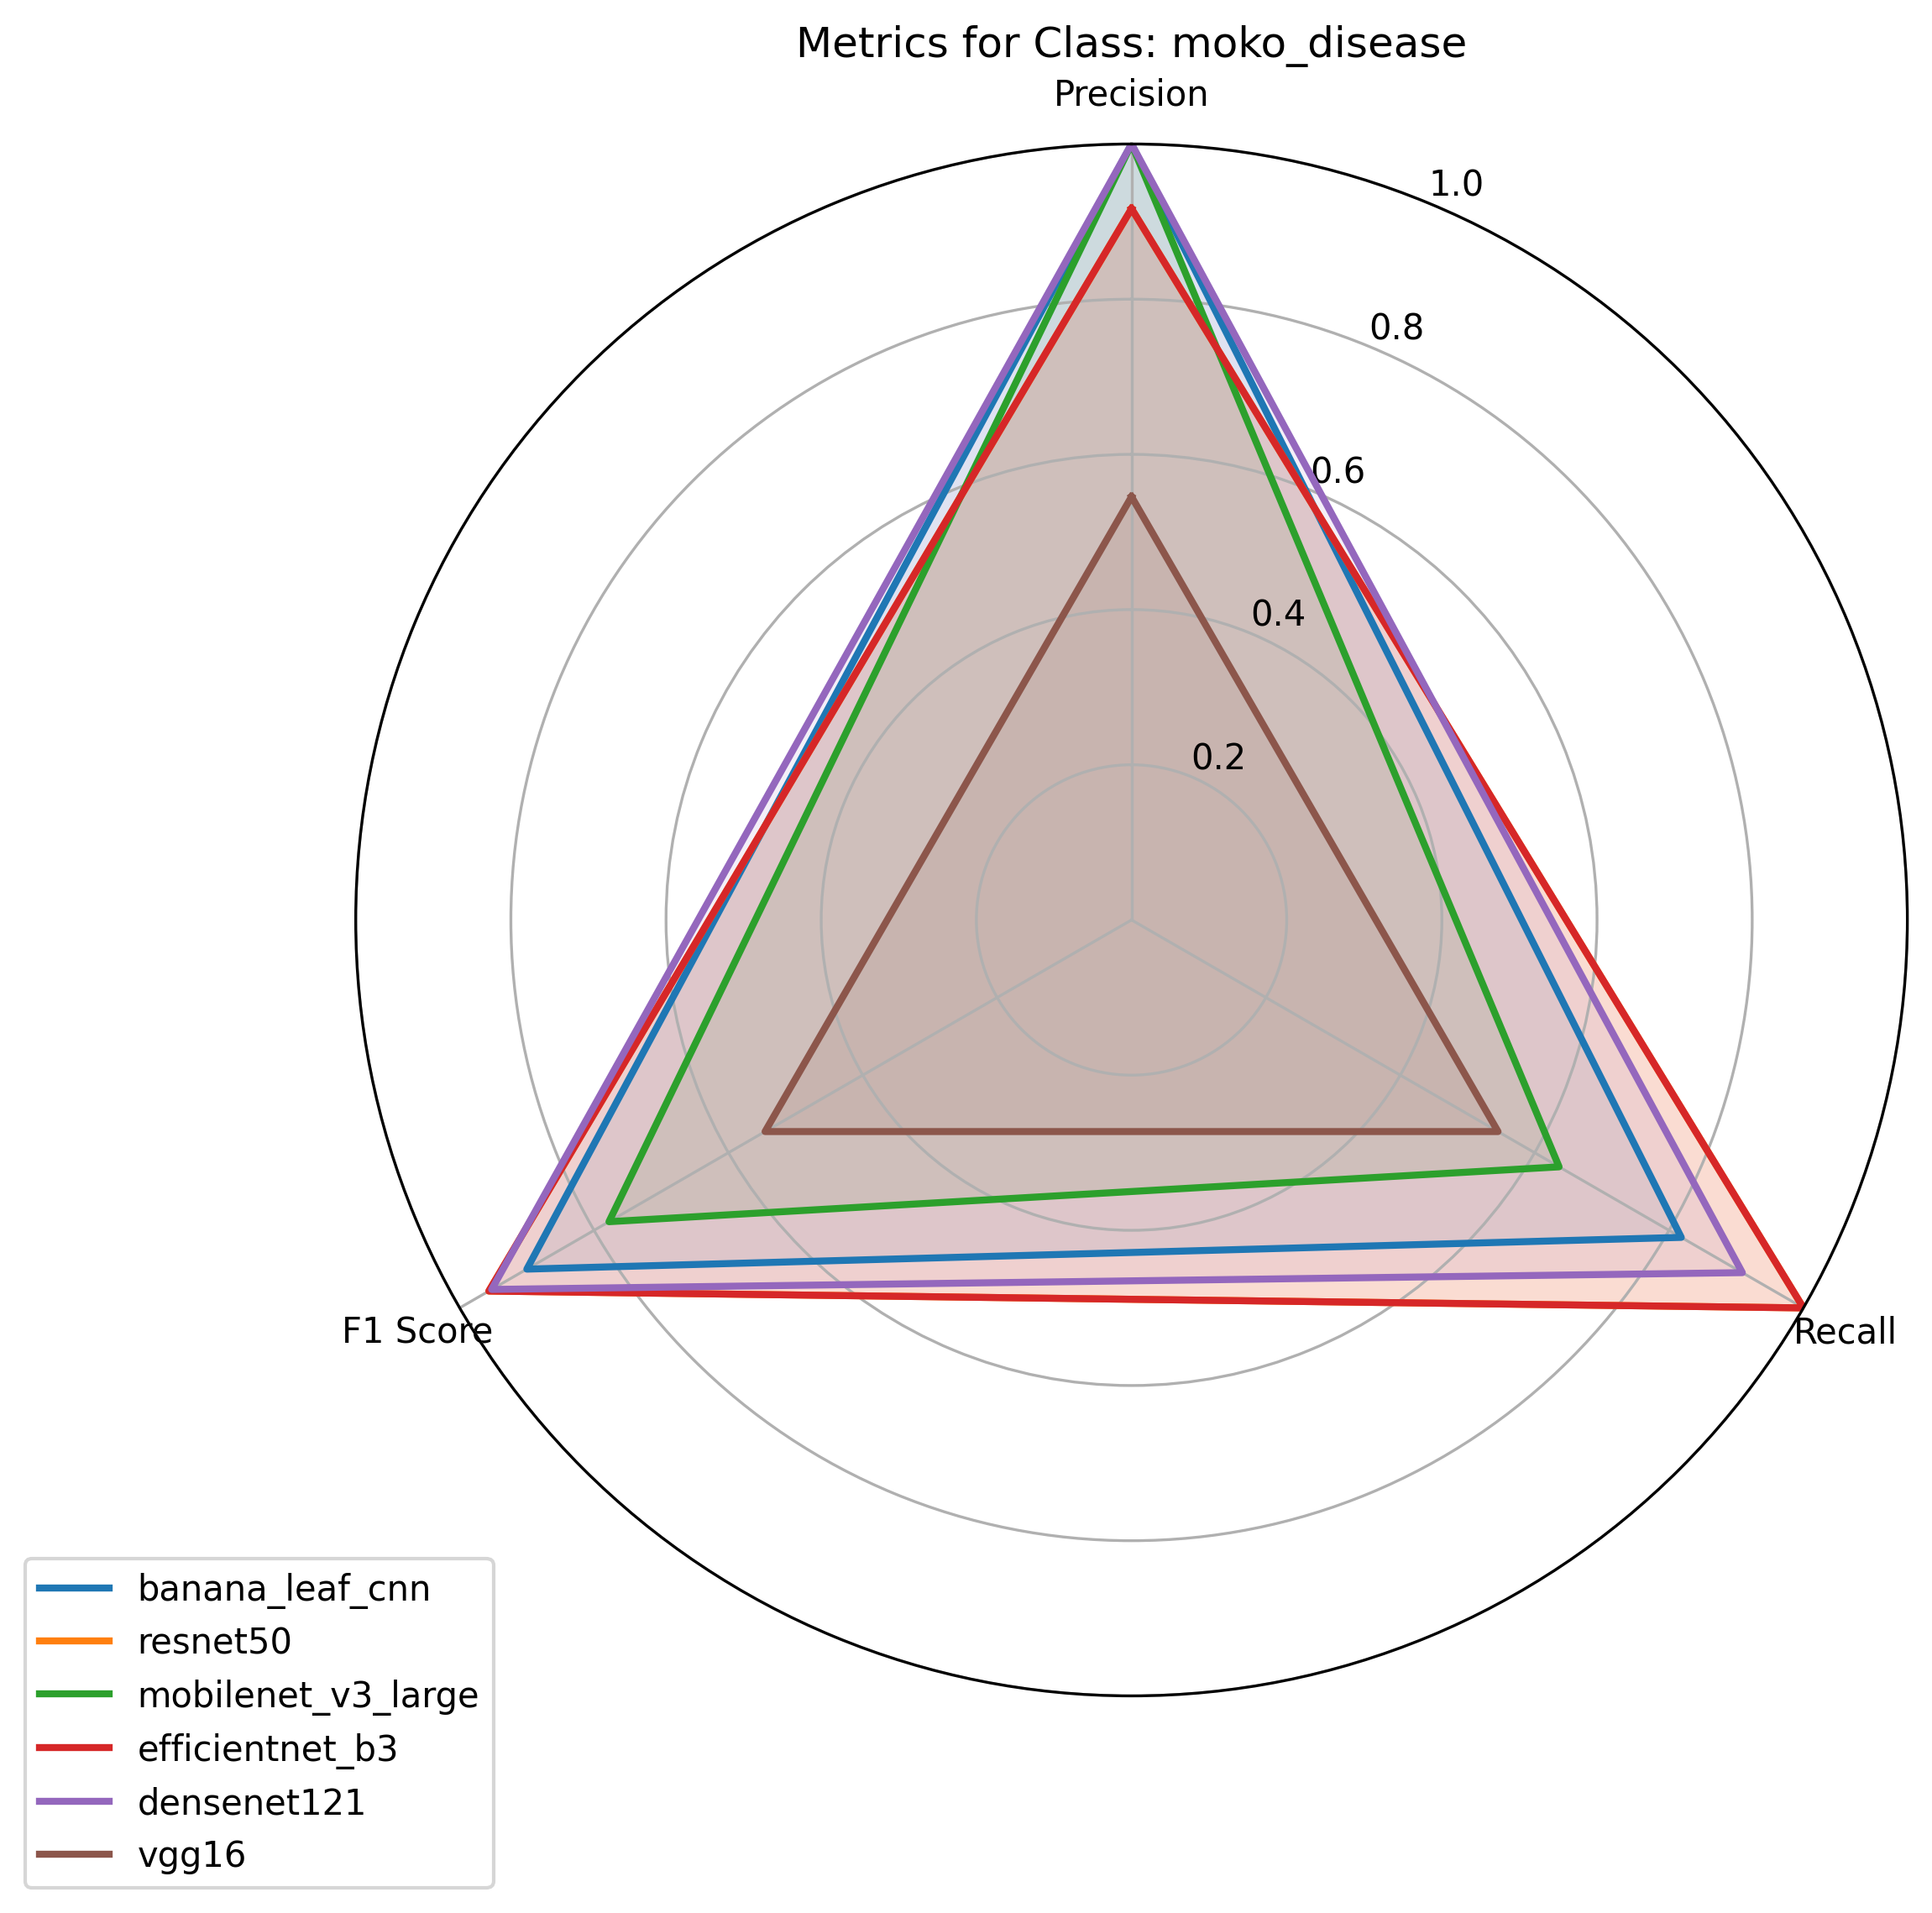 Metrics for Class: moko_disease
Precision
1.0
0.8
0.6
0.4
0.2
F1 Score
Recall
banana_leaf_cnn
resnet50
mobilenet_v3_large
efficientnet_b3
densenet121
vgg16